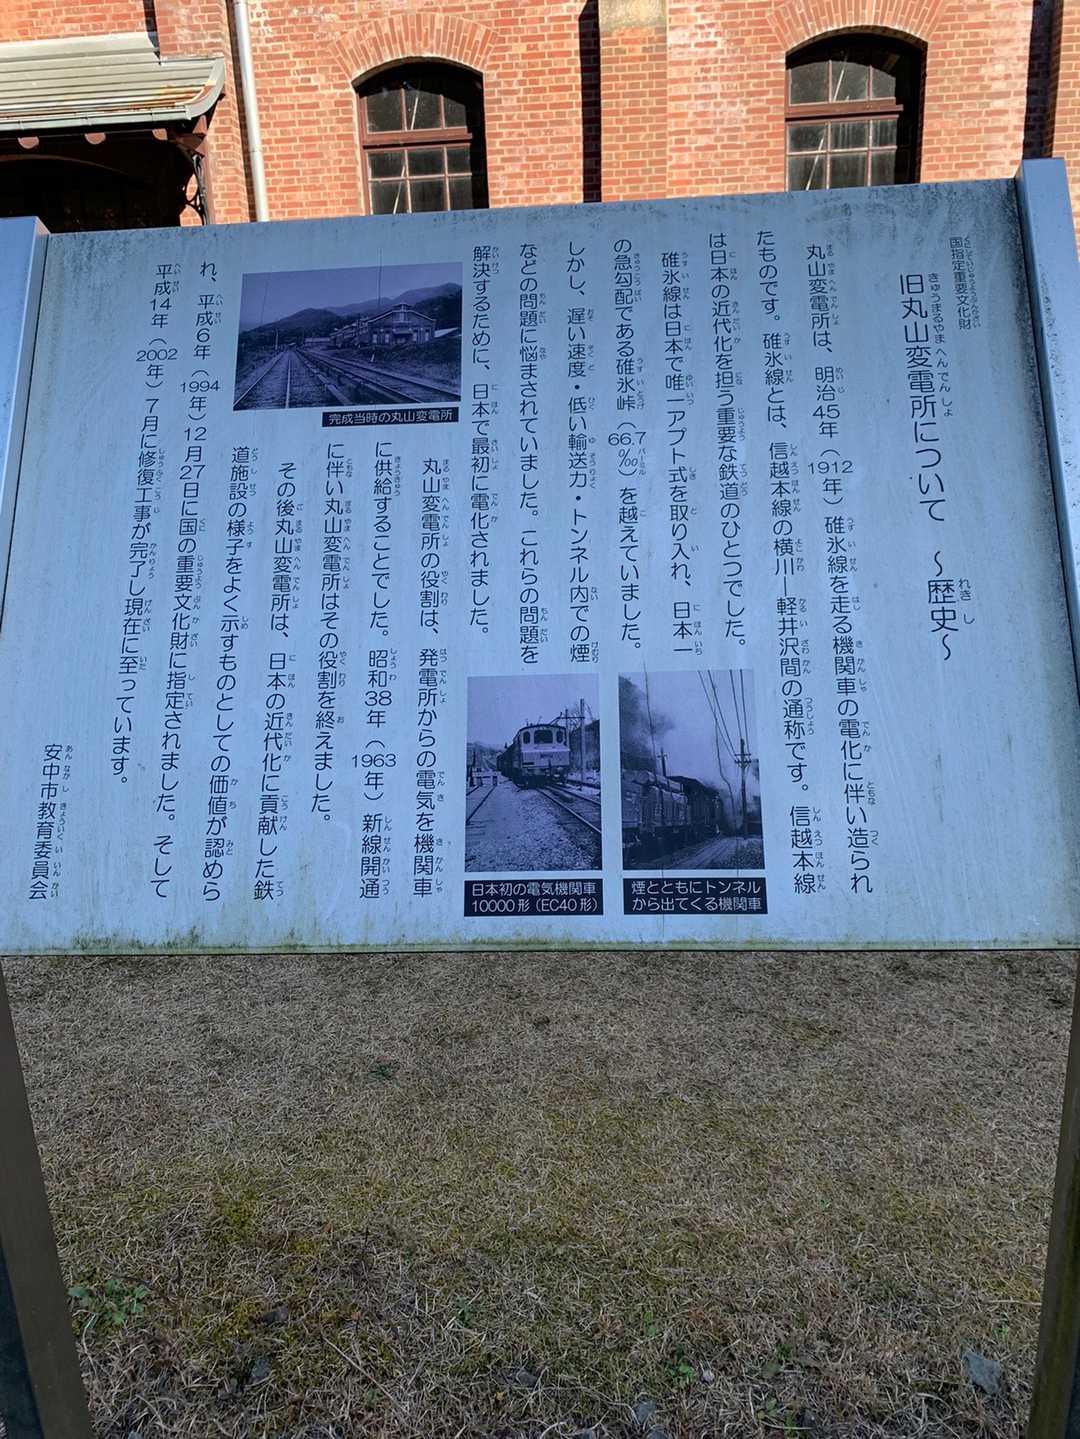 国指定重要文化財
旧丸山変電所について　～歴史～
丸山変電所は、明治45年（1912年）碓氷線を走る機関車の電化に伴い造られ
たものです。碓氷線とは、信越本線の横川―軽井沢間の通称です。信越本線
は日本の近代化を担う重要な鉄道のひとつでした。
碓氷線は日本で唯一アプト式を取り入れ、日本一
の急勾配である碓氷峠（66.7‰）を越えていました。
しかし、遅い速度・低い輸送力・トンネル内での煙
などの問題に悩まされていました。これらの問題を
解決するために、日本で最初に電化されました。
丸山変電所の役割は、発電所からの電気を機関車
に供給することでした。昭和38年（1963年）新線開通
に伴い丸山変電所はその役割を終えました。
その後丸山変電所は、日本の近代化に貢献した鉄
道施設の様子をよく示すものとしての価値が認めら
れ、平成6年（1994年）12月27日に国の重要文化財に指定されました。そして
平成14年（2002年）7月に修復工事が完了し現在に至っています。
安中市教育委員会
煙とともにトンネル
から出てくる機関車
日本初の電気機関車
10000形（EC40形）
完成当時の丸山変電所